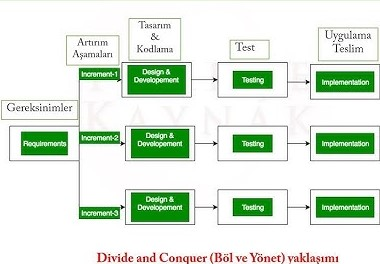 Tasarım
&
Kodlama
Uygulama
Teslim
Artırım
Aşamaları
Test
Gereksinimler
Requirements
Increment-1
Design &
Developement
Testing
Implementation
Increment-2
Design &
Developement
Testing
Implementation
Increment-3
Design &
Developement
Testing
Implementation
KAYNAK
Divide and Conquer (Böl ve Yönet) yaklaşımı